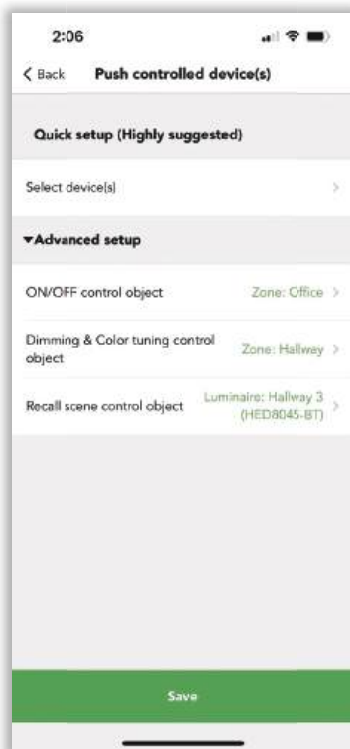 2:06
Back Push controlled device(s)
Quick setup (Highly suggested)
Select device(s)
▼Advanced setup
ON/OFF control object Zone: Office
Dimming & Color tuning control
object
Zone: Hallway
Recall scene control object
Luminaire: Hallway 3
(HED8045-BT)
Save